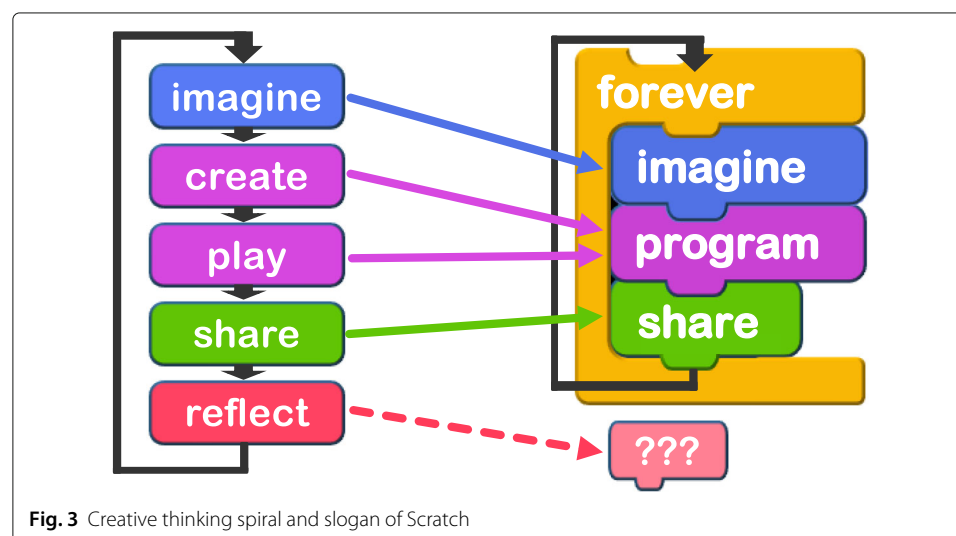 imagine
create
play
share
reflect
forever
imagine
program
share
???
Fig. 3 Creative thinking spiral and slogan of Scratch